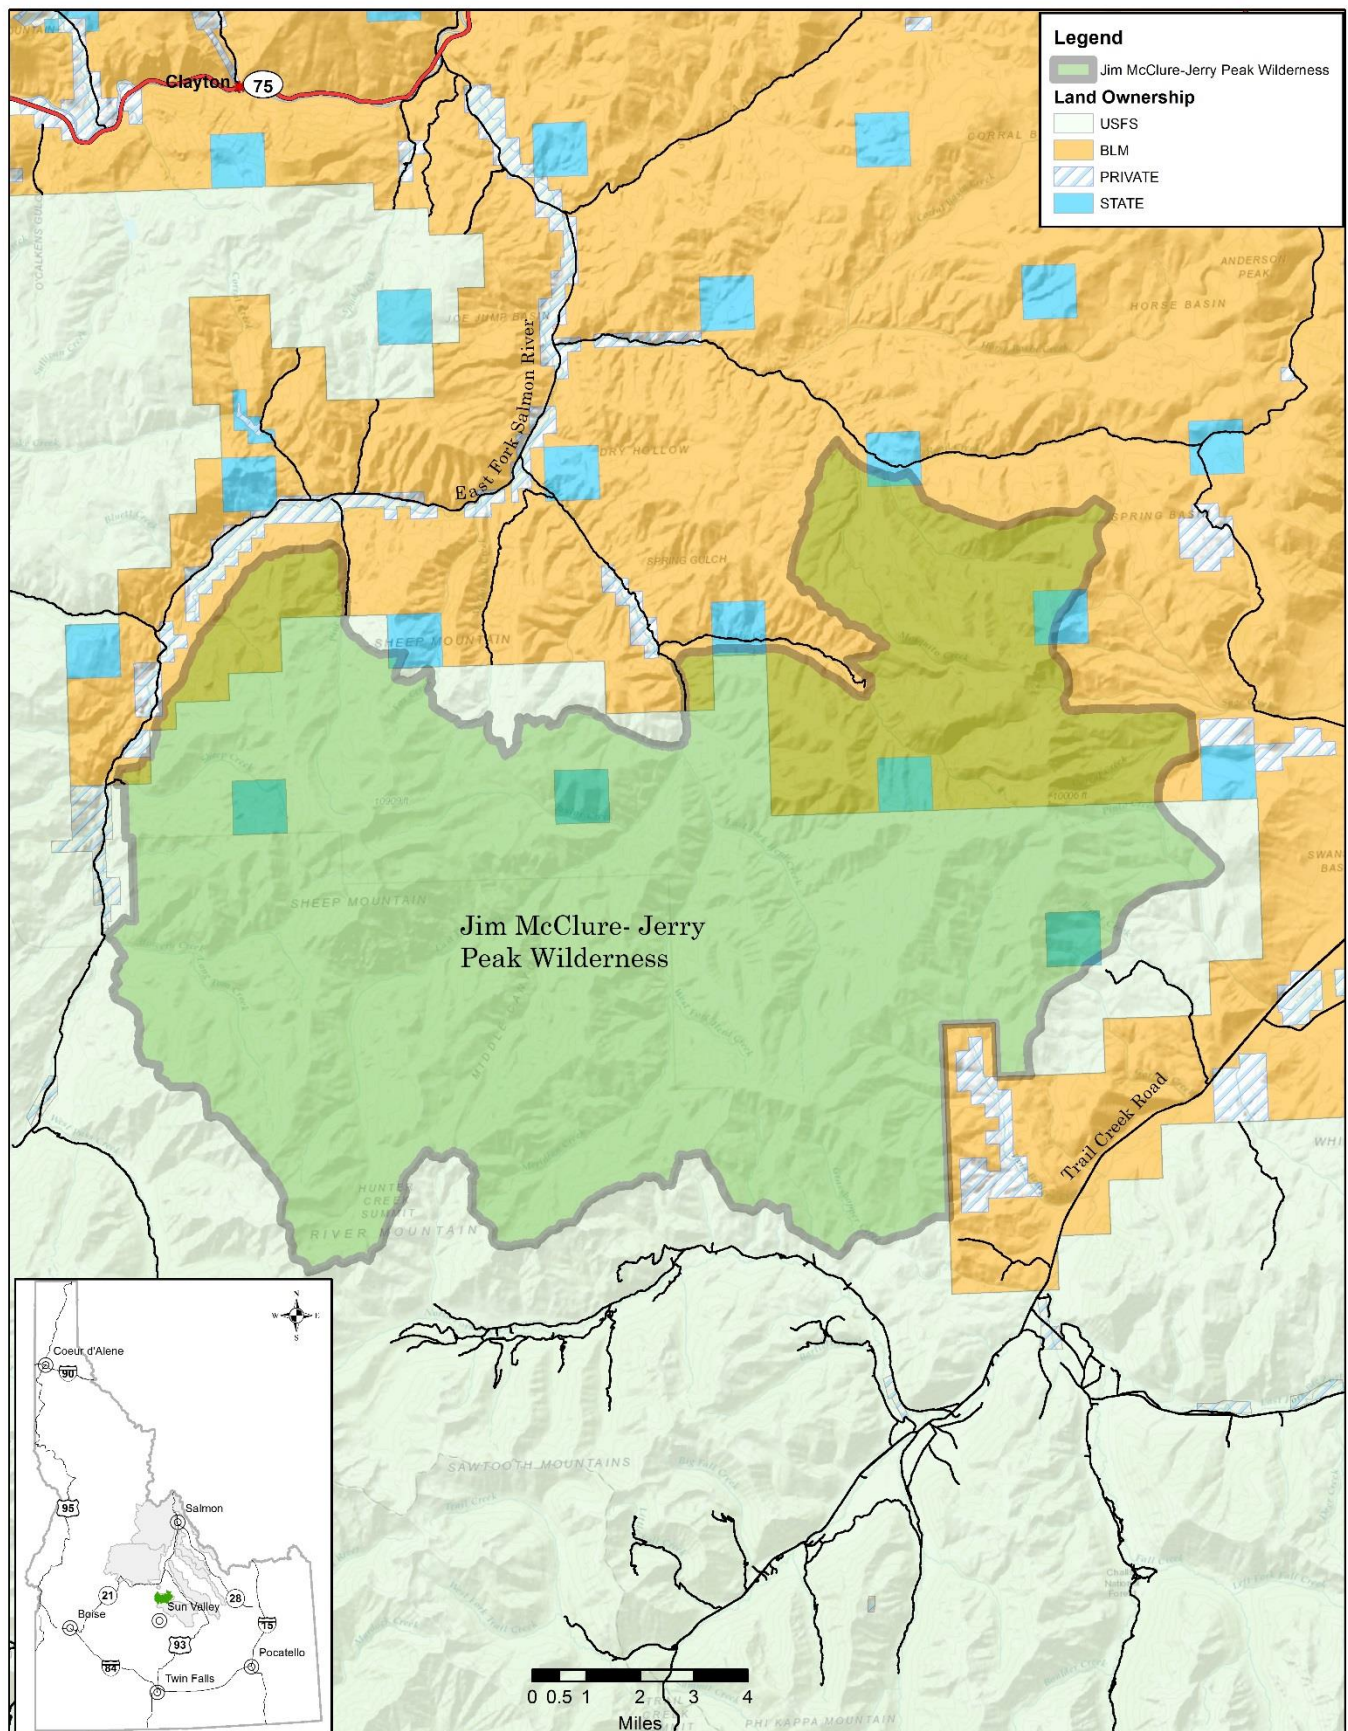 Legend
Jim McClure-Jerry Peak Wilderness
Land Ownership
USFS
BLM
PRIVATE
STATE
Clayton
75
ANDERSON
PEAK
HORSE BASIN
JOE JUMP BASIN
East Fork Salmon River
DRY HOLLOW
SPRING BASIN
SPRING GULCH
SHEEP MOUNTAIN
10909 ft
10006 ft
SHEEP MOUNTAIN
Jim McClure- Jerry
Peak Wilderness
Trail Creek Road
HUNTER
CREEK
SUMMIT
RIVER MOUNTAIN
SAWTOOTH MOUNTAINS
PHI KAPPA MOUNTAIN
N
W
E
S
Coeur d'Alene
90
95
Salmon
21
28
Sun Valley
Boise
93
15
84
Pocatello
Twin Falls
0 0.5 1 2 3 4
Miles